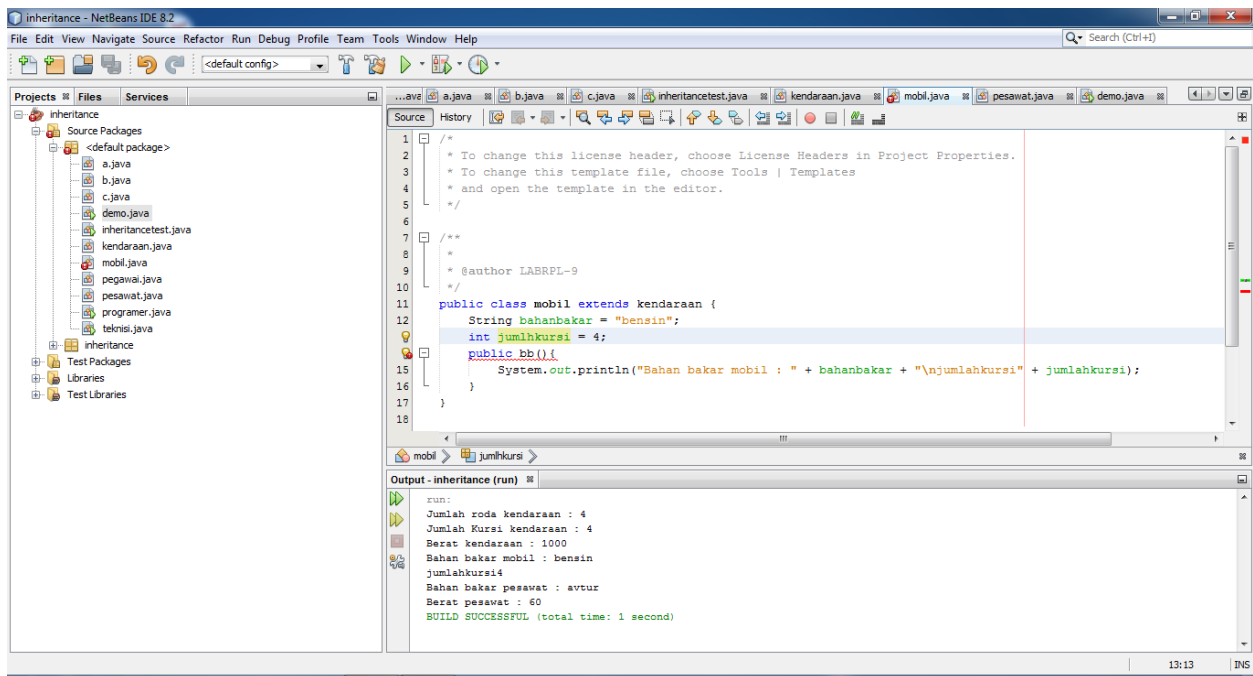 inheritance - NetBeans IDE 8.2
File Edit View Navigate Source Refactor Run Debug Profile Team Tools Window Help
Search (Ctrl+I)
<default config>
Projects Files Services
inheritance
Source Packages
<default package>
a.java
b.java
c.java
demo.java
inheritancetest.java
kendaraan.java
mobil.java
pegawai.java
pesawat.java
programer.java
teknisi.java
inheritance
Test Packages
Libraries
Test Libraries
...ava a.java b.java c.java inheritancetest.java kendaraan.java mobil.java pesawat.java demo.java
Source History
1 /*
2 * To change this license header, choose License Headers in Project Properties.
3 * To change this template file, choose Tools | Templates
4 * and open the template in the editor.
5 */
6
7 /**
8 *
9 * @author LABRPL-9
10 */
11 public class mobil extends kendaraan {
12 String bahanbakar = "bensin";
int jumlhkursi = 4;
public bb(){
15 System.out.println("Bahan bakar mobil : " + bahanbakar + "\njumlahkursi" + jumlahkursi);
16 }
17 }
18
mobil jumlhkursi
Output - inheritance (run)
run:
Jumlah roda kendaraan : 4
Jumlah Kursi kendaraan : 4
Berat kendaraan : 1000
Bahan bakar mobil : bensin
jumlahkursi4
Bahan bakar pesawat : avtur
Berat pesawat : 60
BUILD SUCCESSFUL (total time: 1 second)
13:13 INS